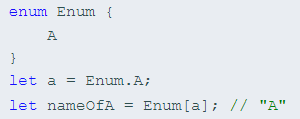 enum Enum {
    A
}
let a = Enum.A;
let nameOfA = Enum[a]; // "A"